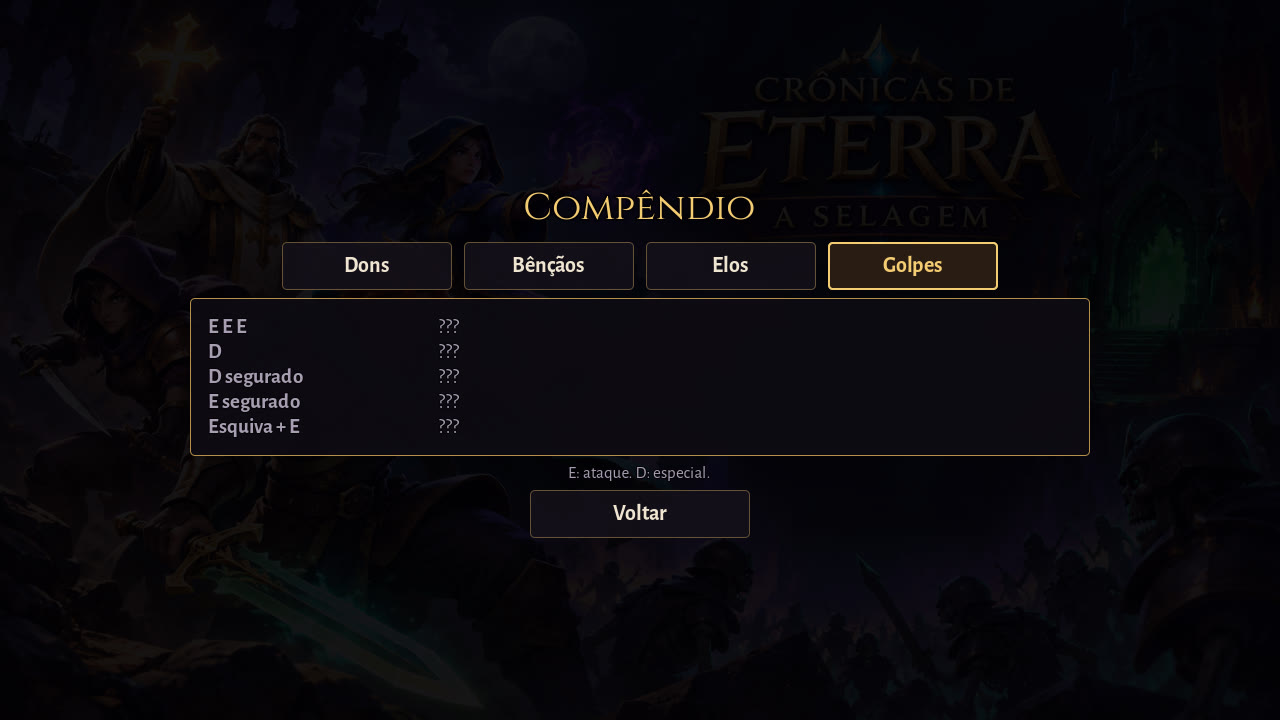 CRÔNICAS DE
ETERRA
A SELAGEM
Compêndio
Dons
Bênçãos
Elos
Golpes
E E E ???
D ???
D segurado ???
E segurado ???
Esquiva + E ???
E: ataque. D: especial.
Voltar